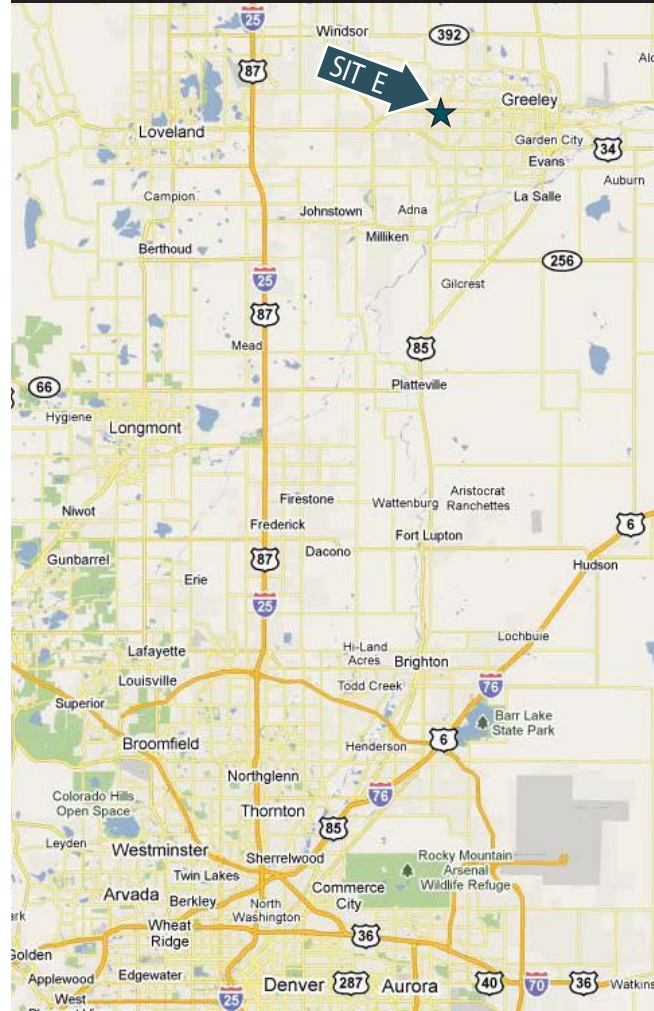 25
Windsor
392
87
SIT E
Greeley
Loveland
Garden City
34
Evans
Auburn
Campion
La Salle
Johnstown
Adna
Milliken
Berthoud
256
25
Gilcrest
87
Mead
85
66
Platteville
Hygiene
Longmont
Aristocrat
Ranchettes
Firestone
Wattenburg
Niwot
Frederick
6
Fort Lupton
Gunbarrel
87
Dacono
Hudson
Erie
25
Lochbuie
Lafayette
Hi-Land
Acres
Brighton
Louisville
Todd Creek
76
Superior
Barr Lake
State Park
Broomfield
Henderson
6
Northglenn
76
Colorado Hills
Open Space
Thornton
85
Leyden
Westminster
Sherrelwood
Rocky Mountain
Arsenal
Wildlife Refuge
Twin Lakes
Commerce
City
Arvada
Berkley
North
Washington
Wheat
Ridge
36
Golden
Applewood
Edgewater
Denver
287
Aurora
40
70
36
Watkins
West
25